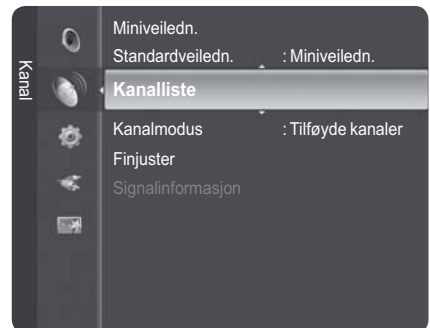 Kanal
Miniveiledn.
Standardveiledn. : Miniveiledn.
Kanalliste
Kanalmodus : Tilføyde kanaler
Finjuster
Signalinformasjon